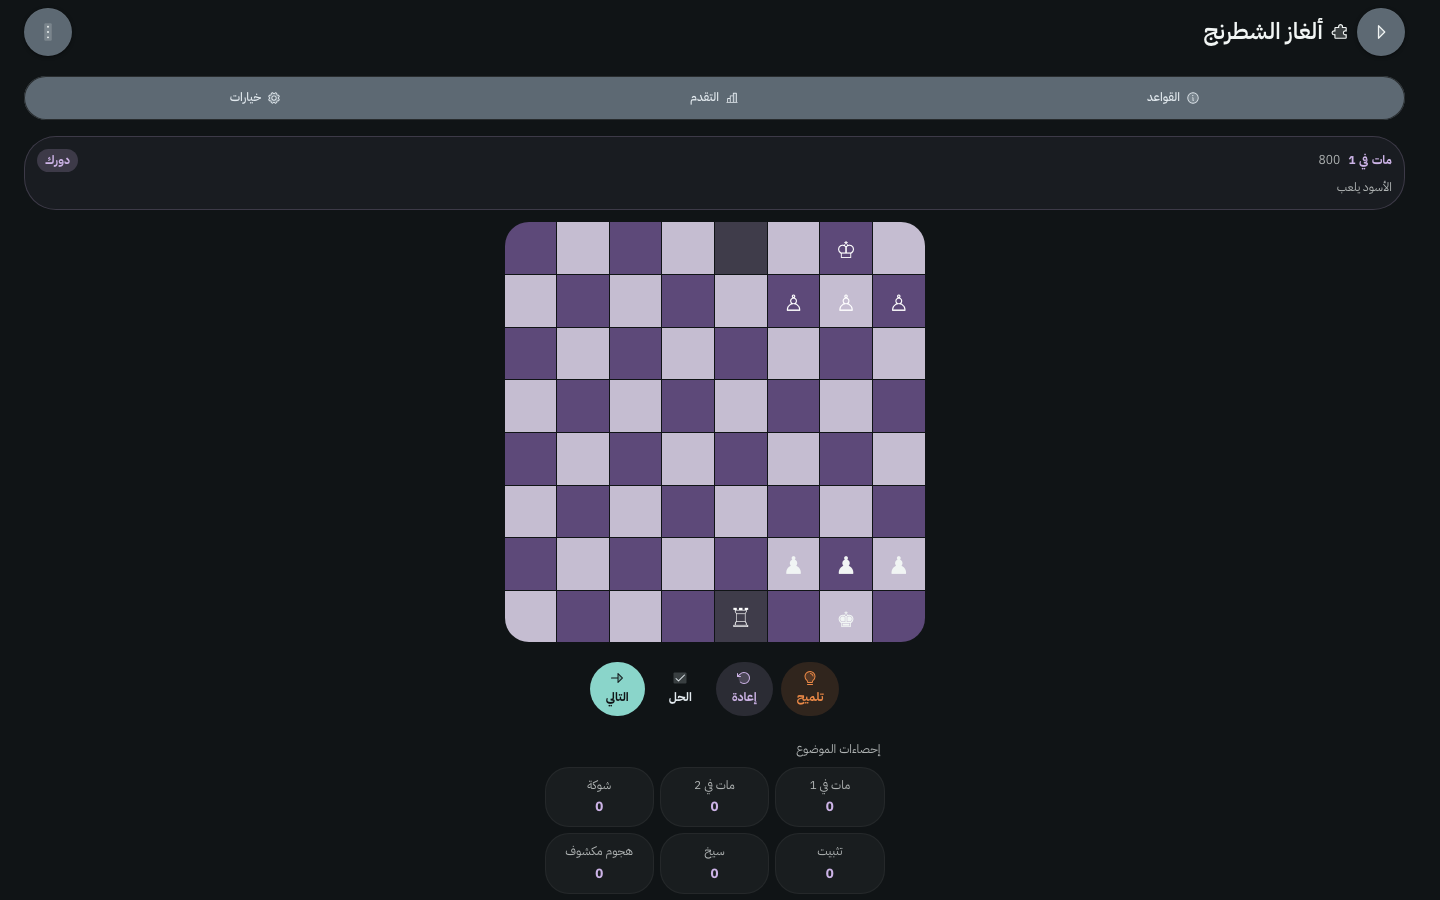 ألغاز الشطرنج
القواعد
التقدم
خيارات
مات في 1 800
دورك
الأسود يلعب
تلميح
إعادة
الحل
التالي
إحصاءات الموضوع
مات في 1
0
مات في 2
0
شوكة
0
تثبيت
0
سيخ
0
هجوم مكشوف
0